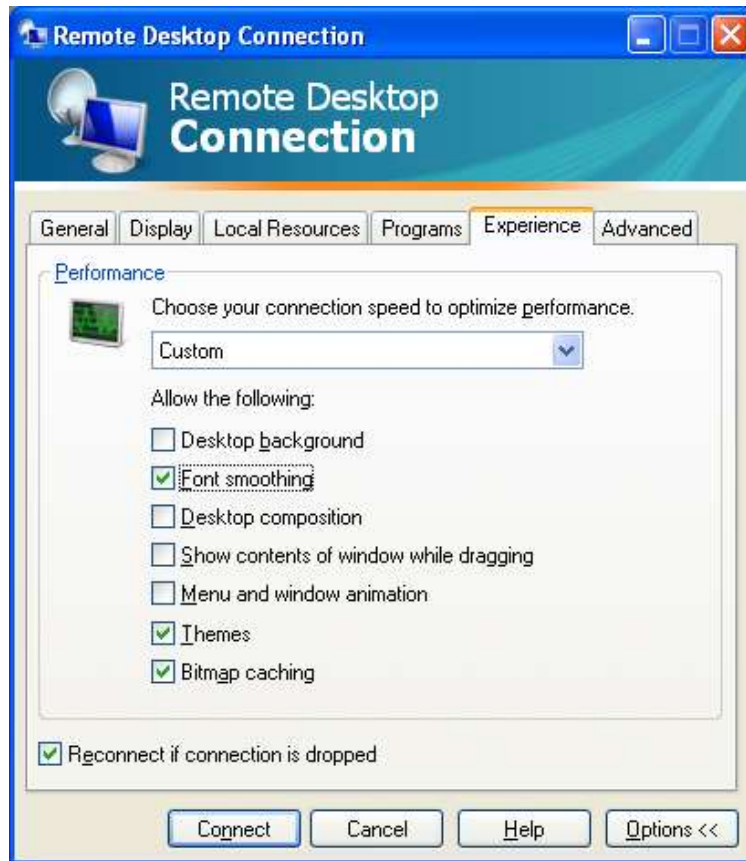 Remote Desktop Connection
Remote Desktop
Connection
General Display Local Resources Programs Experience Advanced
Performance
Choose your connection speed to optimize performance.
Custom
Allow the following:
Desktop background
Font smoothing
Desktop composition
Show contents of window while dragging
Menu and window animation
Themes
Bitmap caching
Reconnect if connection is dropped
Connect Cancel Help Options <<